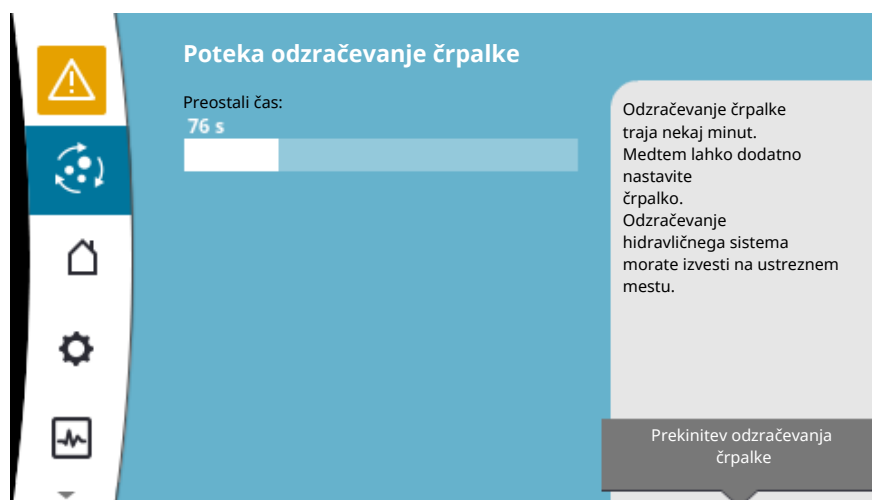 Poteka odzračevanje črpalke
Preostali čas:
76 s
Odzračevanje črpalke
traja nekaj minut.
Medtem lahko dodatno
nastavite
črpalko.
Odzračevanje
hidravličnega sistema
morate izvesti na ustreznem
mestu.
Prekinitev odzračevanja
črpalke